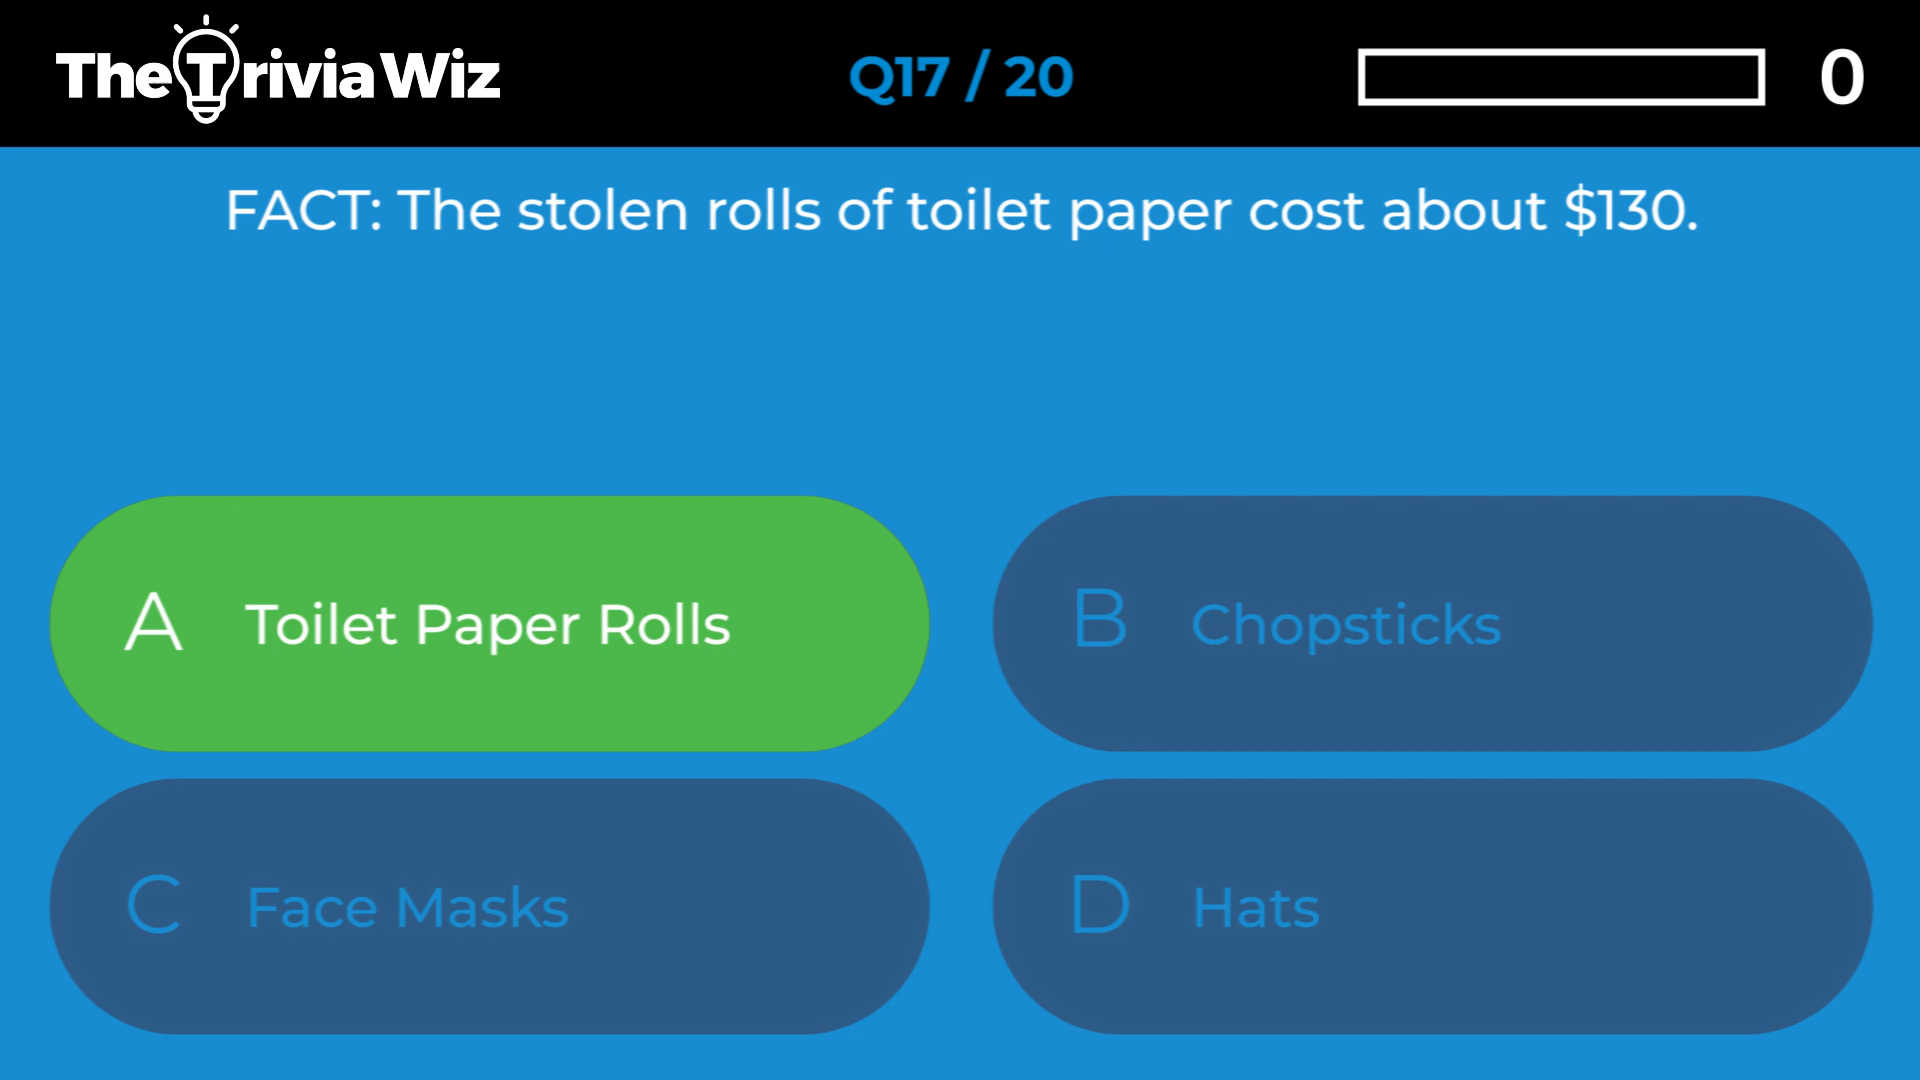 The Trivia Wiz
Q17 / 20
0
FACT: The stolen rolls of toilet paper cost about $130.
A Toilet Paper Rolls
B Chopsticks
C Face Masks
D Hats